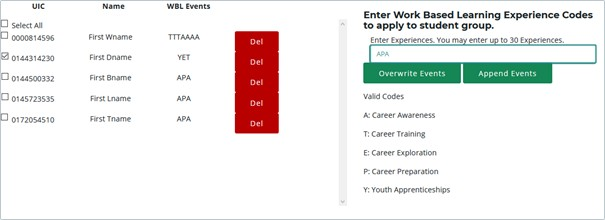 UIC Name WBL Events
Select All
0000814596 First Wname TTTAAAA Del
0144314230 First Dname YET Del
0144500332 First Bname APA Del
0145723535 First Lname APA Del
0172054510 First Tname APA Del
Enter Work Based Learning Experience Codes
to apply to student group.
Enter Experiences. You may enter up to 30 Experiences.
APA
Overwrite Events Append Events
Valid Codes
A: Career Awareness
T: Career Training
E: Career Exploration
P: Career Preparation
Y: Youth Apprenticeships